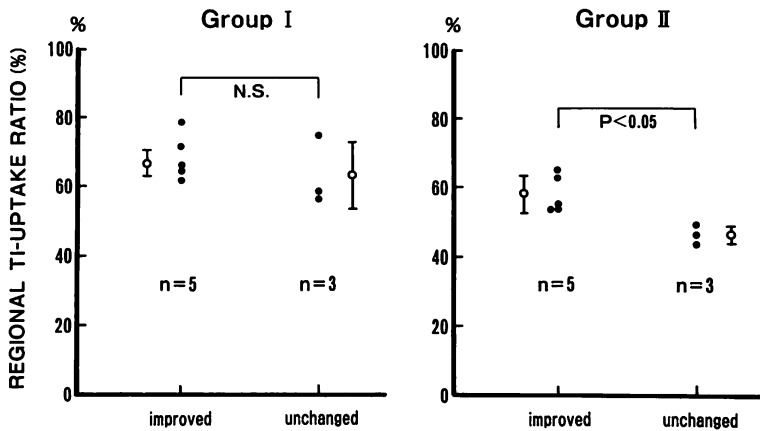 Group I
%
100
80
60
40
20
0
REGIONAL TI-UPTAKE RATIO (%)
N.S.
n=5
n=3
improved
unchanged
Group II
%
100
80
60
40
20
0
P<0.05
n=5
n=3
improved
unchanged